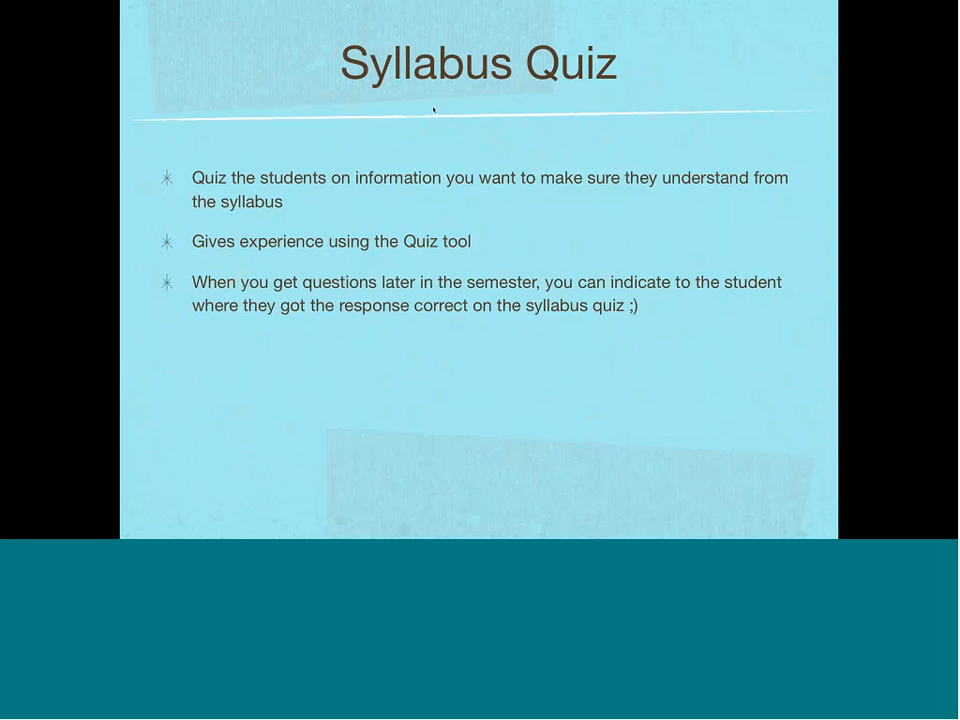 Syllabus Quiz
Quiz the students on information you want to make sure they understand from
the syllabus
Gives experience using the Quiz tool
When you get questions later in the semester, you can indicate to the student
where they got the response correct on the syllabus quiz ;)